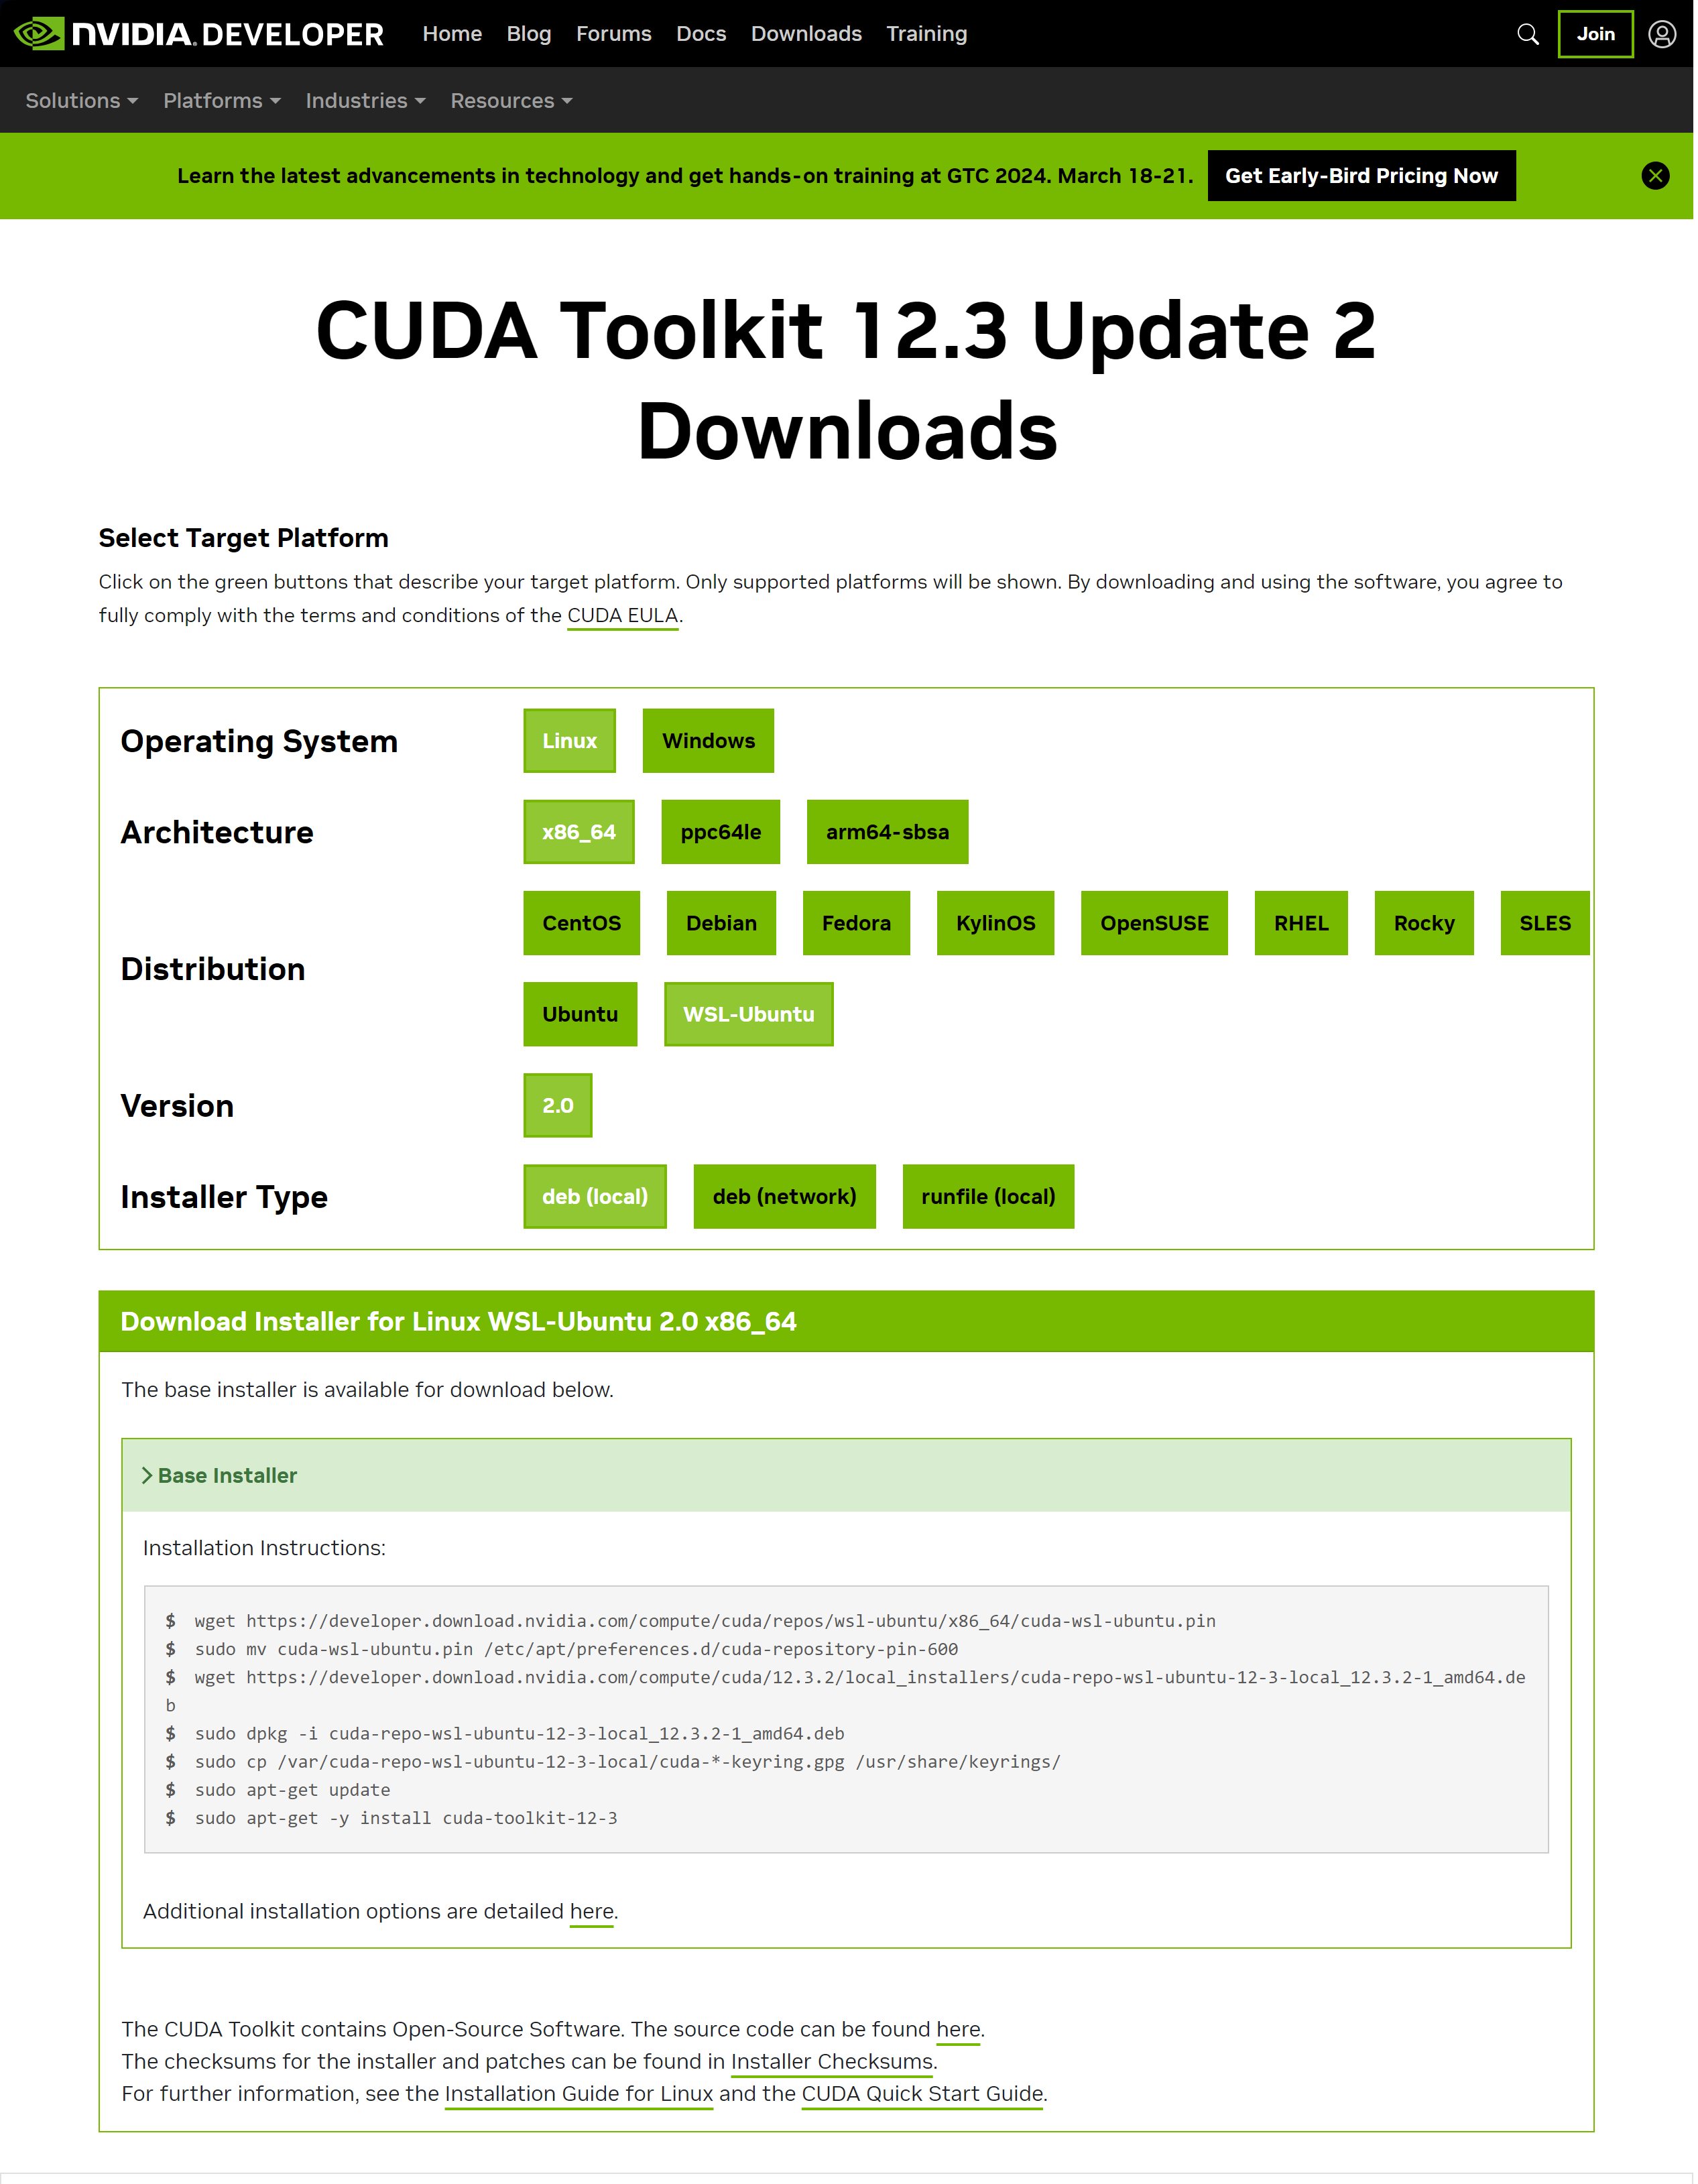 NVIDIA. DEVELOPER Home Blog Forums Docs Downloads Training Join
Solutions Platforms Industries Resources
Learn the latest advancements in technology and get hands-on training at GTC 2024. March 18-21. Get Early-Bird Pricing Now
CUDA Toolkit 12.3 Update 2
Downloads
Select Target Platform
Click on the green buttons that describe your target platform. Only supported platforms will be shown. By downloading and using the software, you agree to
fully comply with the terms and conditions of the CUDA EULA.
Operating System Linux Windows
Architecture x86_64 ppc64le arm64-sbsa
Distribution CentOS Debian Fedora KylinOS OpenSUSE RHEL Rocky SLES
Ubuntu WSL-Ubuntu
Version 2.0
Installer Type deb (local) deb (network) runfile (local)
Download Installer for Linux WSL-Ubuntu 2.0 x86_64
The base installer is available for download below.
Base Installer
Installation Instructions:
$ wget https://developer.download.nvidia.com/compute/cuda/repos/wsl-ubuntu/x86_64/cuda-wsl-ubuntu.pin
$ sudo mv cuda-wsl-ubuntu.pin /etc/apt/preferences.d/cuda-repository-pin-600
$ wget https://developer.download.nvidia.com/compute/cuda/12.3.2/local_installers/cuda-repo-wsl-ubuntu-12-3-local_12.3.2-1_amd64.de
b
$ sudo dpkg -i cuda-repo-wsl-ubuntu-12-3-local_12.3.2-1_amd64.deb
$ sudo cp /var/cuda-repo-wsl-ubuntu-12-3-local/cuda-*-keyring.gpg /usr/share/keyrings/
$ sudo apt-get update
$ sudo apt-get -y install cuda-toolkit-12-3
Additional installation options are detailed here.
The CUDA Toolkit contains Open-Source Software. The source code can be found here.
The checksums for the installer and patches can be found in Installer Checksums.
For further information, see the Installation Guide for Linux and the CUDA Quick Start Guide.